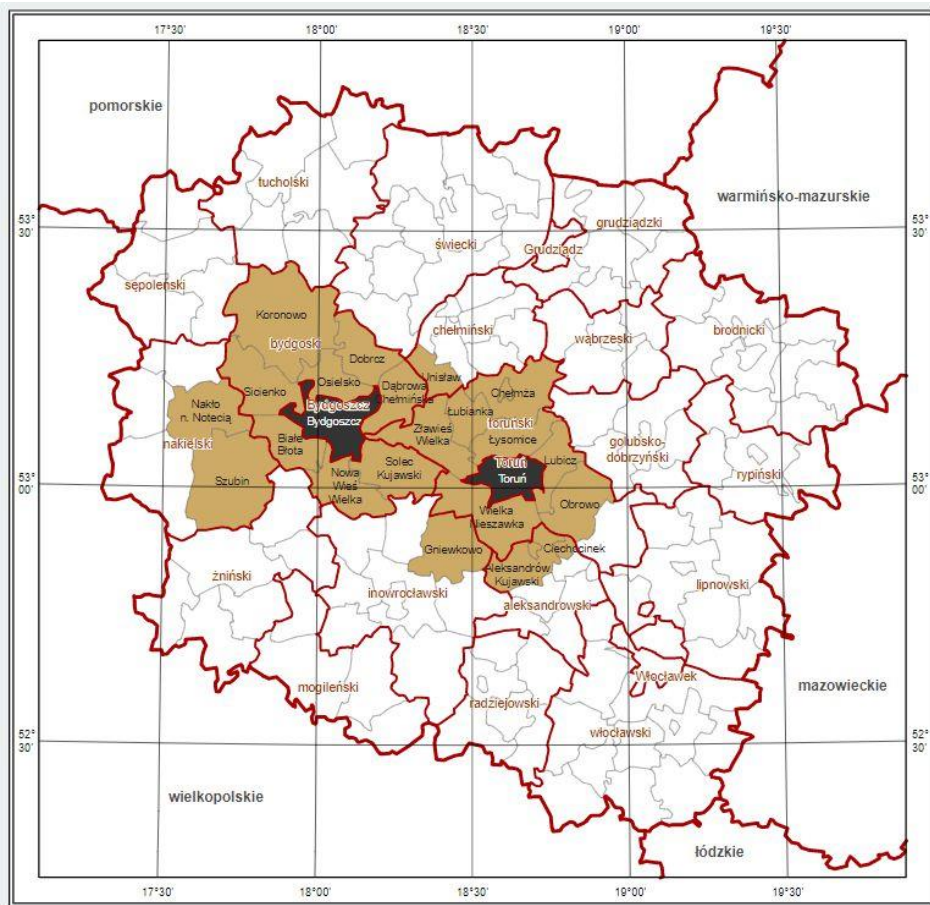 17°30'
18°00'
18°30'
19°00'
19°30'
pomorskie
tucholski
warmińsko-mazurskie
53°
30'
53°
30'
grudziądzki
świecki
Grudziądz
sępoleński
Koronowo
chełmiński
brodnicki
wąbrzeski
bydgoski
Dobrcz
Unisław
Osielsko
Dąbrowa
Chełmińska
Sicienko
Chełmża
Nakło
n. Notecią
Bydgoszcz
Bydgoszcz
Łubianka
toruński
Zławieś
Wielka
Łysomice
nakielski
Białe
Błota
golubsko-
dobrzyński
Solec
Kujawski
Toruń
Toruń
Lubicz
rypiński
Szubin
Nowa
Wieś
Wielka
53°
00'
53°
00'
Obrowo
Wielka
Nieszawka
Gniewkowo
Ciechocinek
Aleksandrów
Kujawski
żniński
inowrocławski
lipnowski
aleksandrowski
Włocławek
mogileński
radziejowski
mazowieckie
włocławski
52°
30'
52°
30'
wielkopolskie
łódzkie
17°30'
18°00'
18°30'
19°00'
19°30'